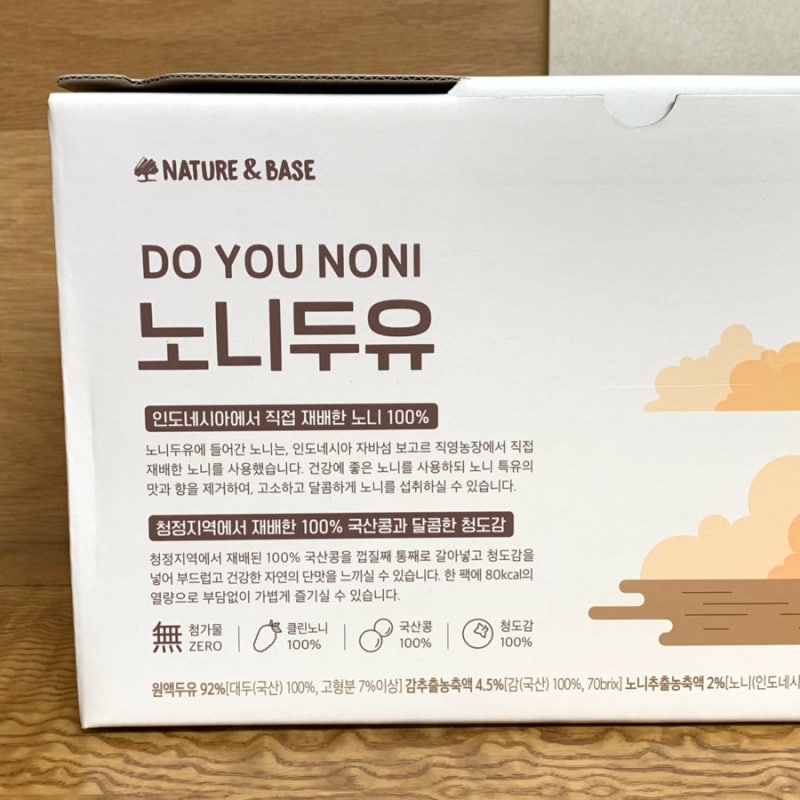 NATURE & BASE
DO YOU NONI
노니두유
인도네시아에서 직접 재배한 노니 100%
노니두유에 들어간 노니는, 인도네시아 자바섬 보고르 직영농장에서 직접
재배한 노니를 사용했습니다. 건강에 좋은 노니를 사용하되 노니 특유의
맛과 향을 제거하여, 고소하고 달콤하게 노니를 섭취하실 수 있습니다.
청정지역에서 재배한 100% 국산콩과 달콤한 청도감
청정지역에서 재배된 100% 국산콩을 껍질째 통째로 갈아넣고 청도감을
넣어 부드럽고 건강한 자연의 단맛을 느끼실 수 있습니다. 한 팩에 80kcal의
열량으로 부담없이 가볍게 즐기실 수 있습니다.
無 첨가물 ZERO
클린노니 100%
국산콩 100%
청도감 100%
원액두유 92%[대두(국산) 100%, 고형분 7%이상] 감추출농축액 4.5%[감(국산) 100%, 70brix] 노니추출농축액 2%[노니(인도네시